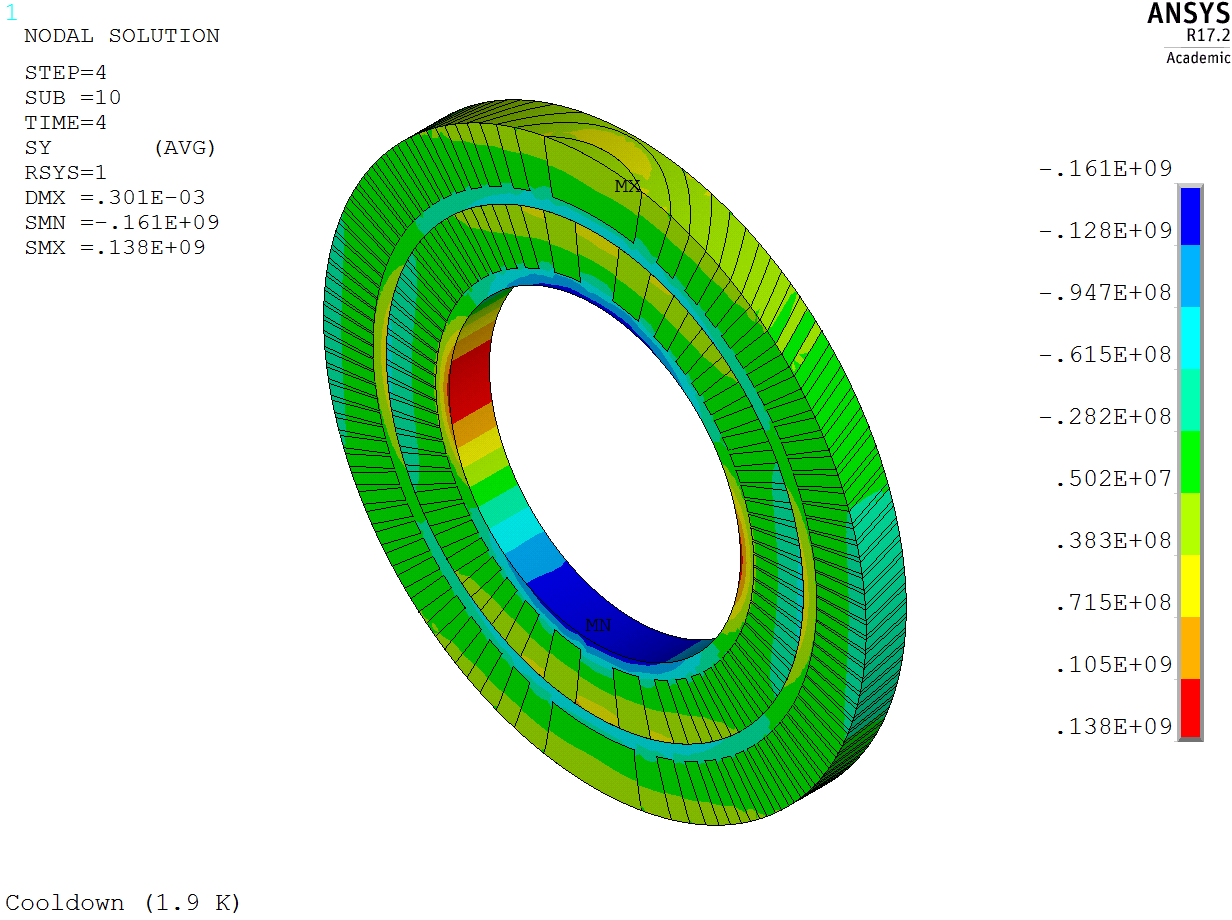 1
NODAL SOLUTION
STEP=4
SUB =10
TIME=4
SY (AVG)
RSYS=1
DMX =.301E-03
SMN =-.161E+09
SMX =.138E+09
ANSYS
R17.2
Academic
MX
MN
-.161E+09
-.128E+09
-.947E+08
-.615E+08
-.282E+08
.502E+07
.383E+08
.715E+08
.105E+09
.138E+09
Cooldown (1.9 K)